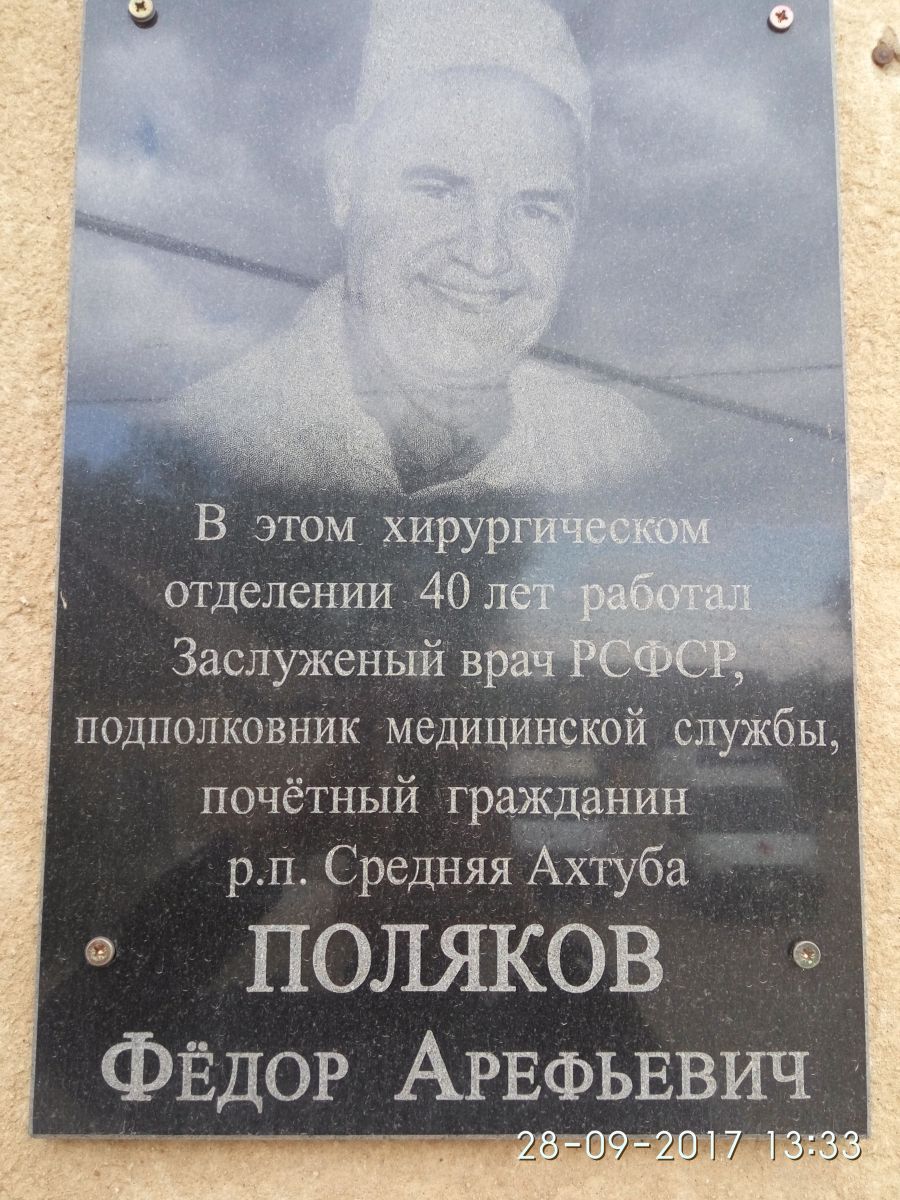 В этом хирургическом
отделении 40 лет работал
Заслуженый врач РСФСР,
подполковник медицинской службы,
почётный гражданин
р.п. Средняя Ахтуба
ПОЛЯКОВ
ФЁДОР АРЕФЬЕВИЧ
28-09-2017 13:33